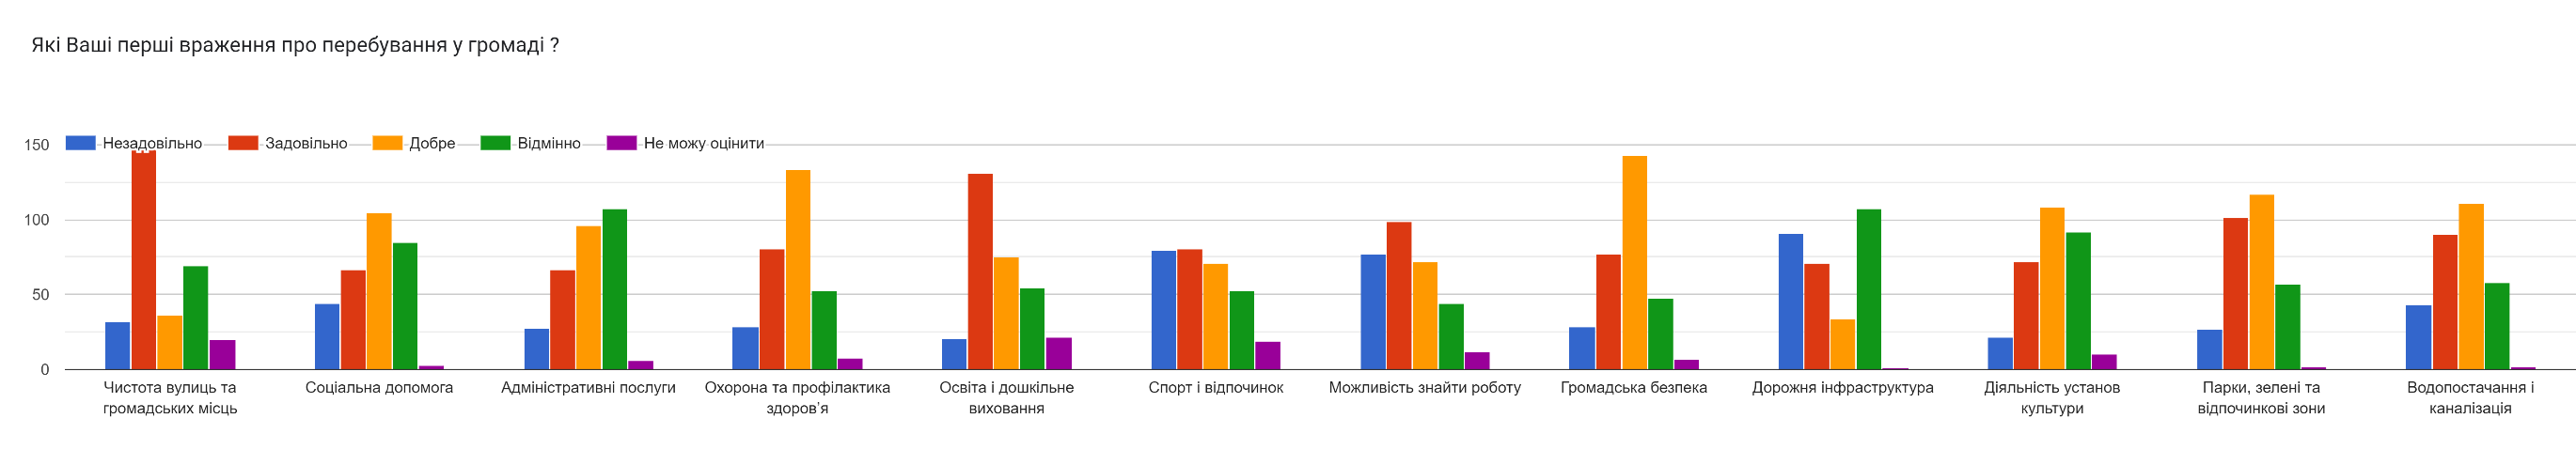 Які Ваші перші враження про перебування у громаді ?
150
Незадовільно
Задовільно
Добре
Відмінно
Не можу оцінити
100
50
0
Чистота вулиць та
громадських місць
Соціальна допомога
Адміністративні послуги
Охорона та профілактика
здоров’я
Освіта і дошкільне
виховання
Спорт і відпочинок
Можливість знайти роботу
Громадська безпека
Дорожня інфраструктура
Діяльність установ
культури
Парки, зелені та
відпочинкові зони
Водопостачання і
каналізація